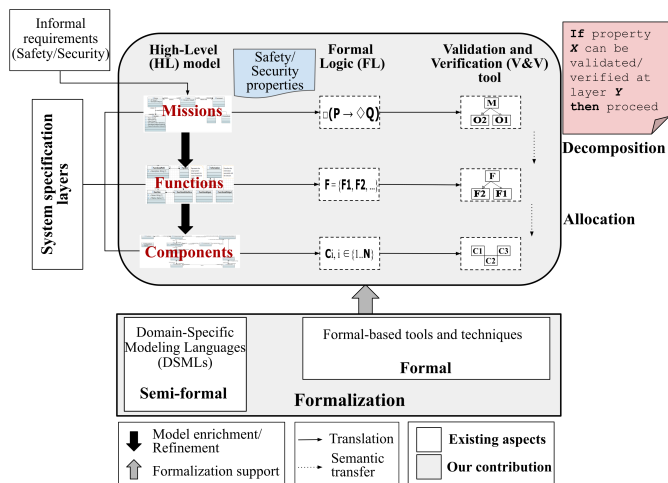 Informal
requirements
(Safety/Security)
High-Level
(HL) model
Safety/
Security
properties
Formal
Logic (FL)
Validation and
Verification (V&V)
tool
If property
X can be
validated/
verified at
layer Y
then proceed
System specification
layers
Missions
□(P → ◇Q)
M
O2 O1
Decomposition
Functions
F = {F1, F2, ...}
F
F2 F1
Allocation
Components
Ci, i ∈ {1..N}
C1 C3
C2
Domain-Specific
Modeling Languages
(DSMLs)
Semi-formal
Formal-based tools and techniques
Formal
Formalization
Model enrichment/
Refinement
Formalization support
Translation
Semantic
transfer
Existing aspects
Our contribution